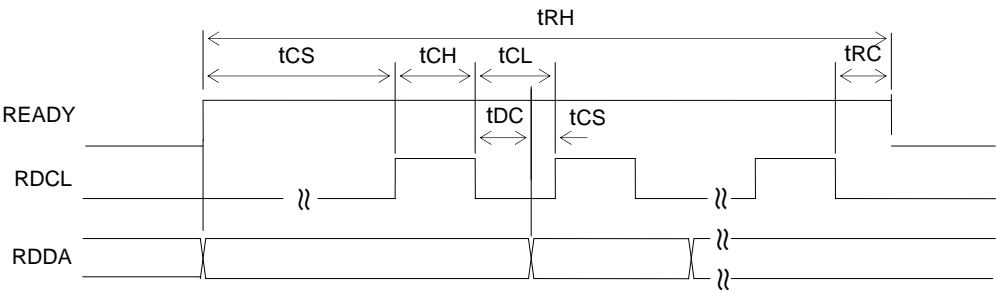 tRH
tCS tCH tCL tRC
READY tDC tCS
RDCL
RDDA